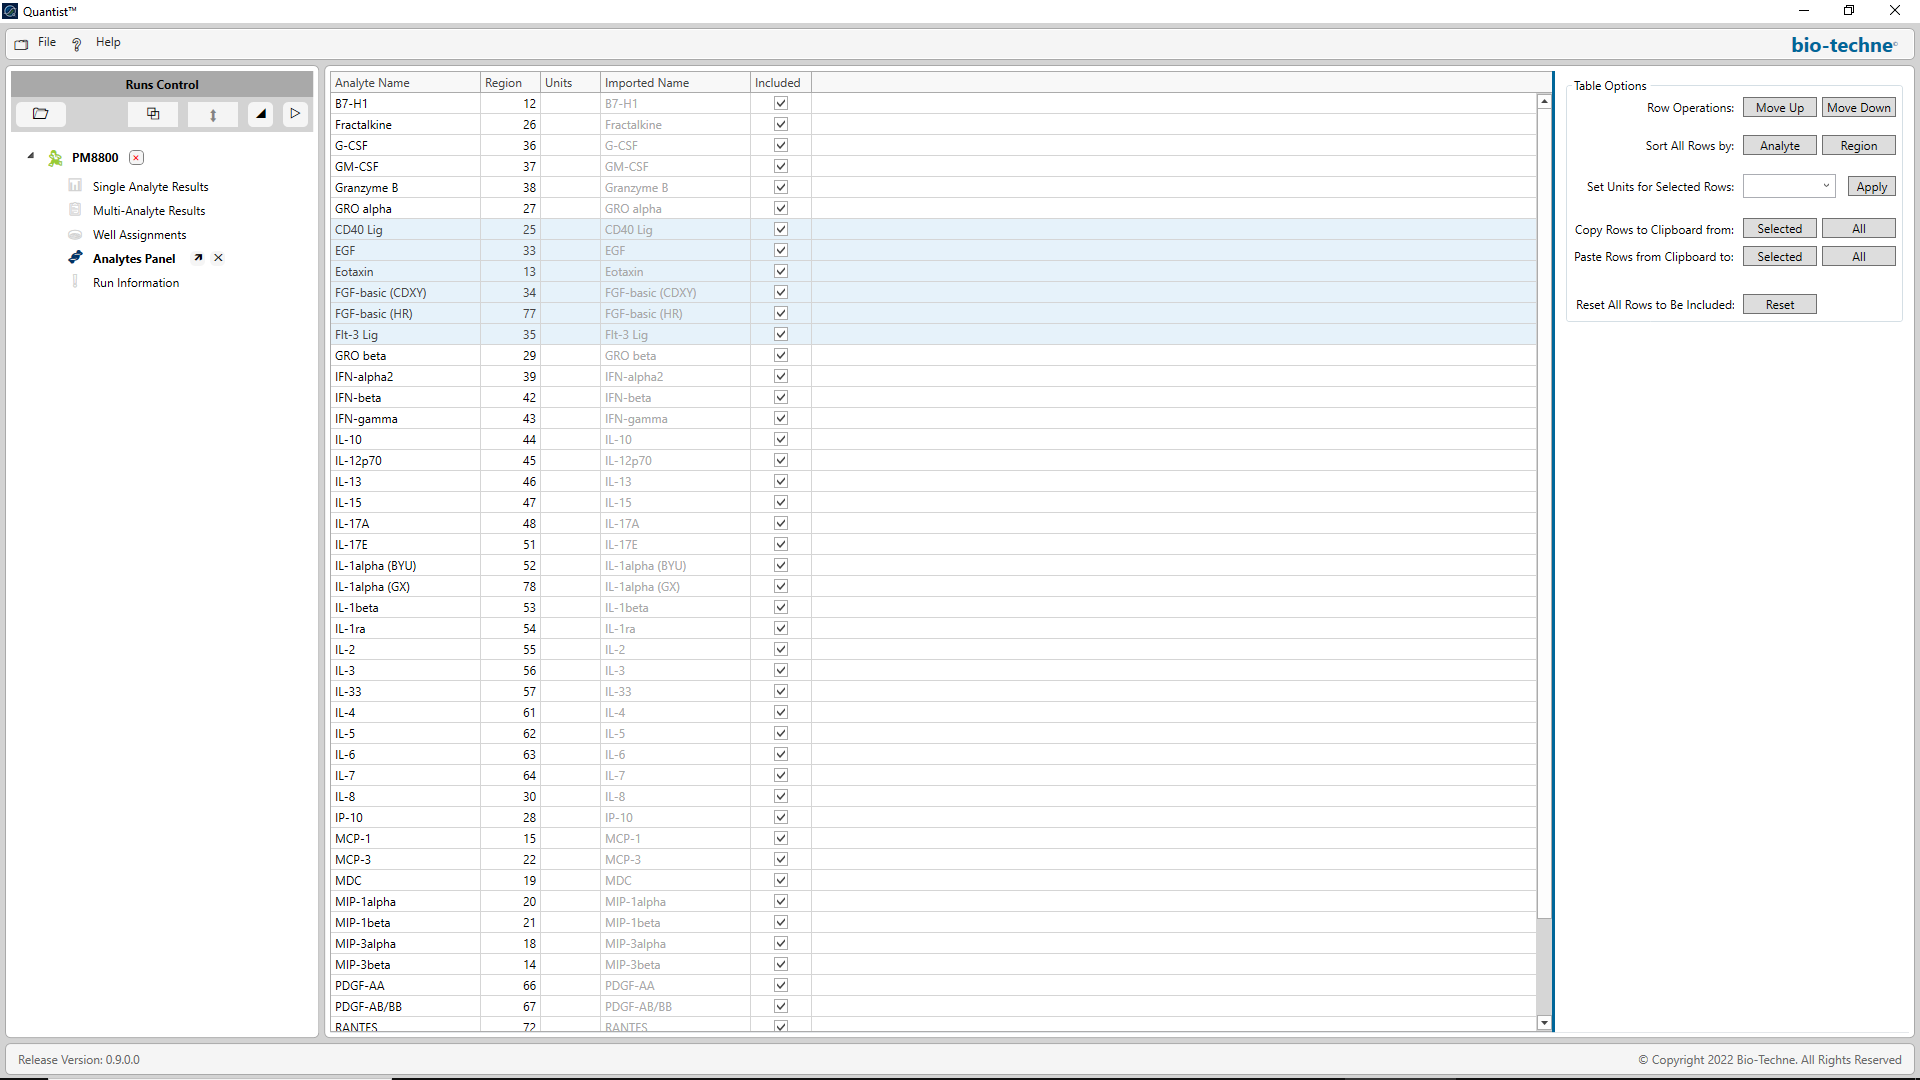 Quantist™
File Help
bio-techne
Runs Control
PM8800
Single Analyte Results
Multi-Analyte Results
Well Assignments
Analytes Panel
Run Information
Analyte Name Region Units Imported Name Included
B7-H1 12 B7-H1
Fractalkine 26 Fractalkine
G-CSF 36 G-CSF
GM-CSF 37 GM-CSF
Granzyme B 38 Granzyme B
GRO alpha 27 GRO alpha
CD40 Lig 25 CD40 Lig
EGF 33 EGF
Eotaxin 13 Eotaxin
FGF-basic (CDXY) 34 FGF-basic (CDXY)
FGF-basic (HR) 77 FGF-basic (HR)
Flt-3 Lig 35 Flt-3 Lig
GRO beta 29 GRO beta
IFN-alpha2 39 IFN-alpha2
IFN-beta 42 IFN-beta
IFN-gamma 43 IFN-gamma
IL-10 44 IL-10
IL-12p70 45 IL-12p70
IL-13 46 IL-13
IL-15 47 IL-15
IL-17A 48 IL-17A
IL-17E 51 IL-17E
IL-1alpha (BYU) 52 IL-1alpha (BYU)
IL-1alpha (GX) 78 IL-1alpha (GX)
IL-1beta 53 IL-1beta
IL-1ra 54 IL-1ra
IL-2 55 IL-2
IL-3 56 IL-3
IL-33 57 IL-33
IL-4 61 IL-4
IL-5 62 IL-5
IL-6 63 IL-6
IL-7 64 IL-7
IL-8 30 IL-8
IP-10 28 IP-10
MCP-1 15 MCP-1
MCP-3 22 MCP-3
MDC 19 MDC
MIP-1alpha 20 MIP-1alpha
MIP-1beta 21 MIP-1beta
MIP-3alpha 18 MIP-3alpha
MIP-3beta 14 MIP-3beta
PDGF-AA 66 PDGF-AA
PDGF-AB/BB 67 PDGF-AB/BB
RANTES 72 RANTES
Table Options
Row Operations: Move Up Move Down
Sort All Rows by: Analyte Region
Set Units for Selected Rows: Apply
Copy Rows to Clipboard from: Selected All
Paste Rows from Clipboard to: Selected All
Reset All Rows to Be Included: Reset
Release Version: 0.9.0.0
© Copyright 2022 Bio-Techne. All Rights Reserved